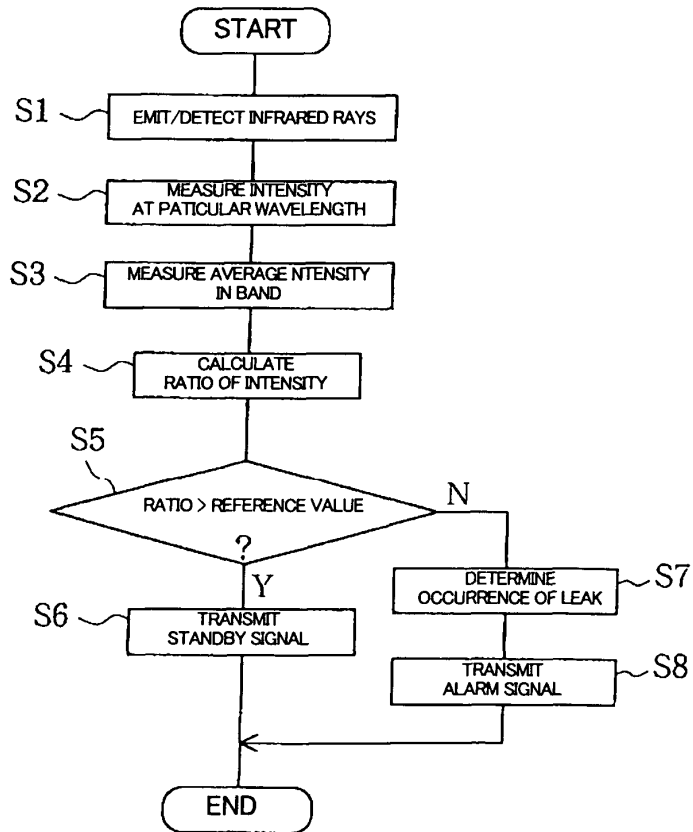 START
S1
EMIT/DETECT INFRARED RAYS
S2
MEASURE INTENSITY
AT PATICULAR WAVELENGTH
S3
MEASURE AVERAGE NTENSITY
IN BAND
S4
CALCULATE
RATIO OF INTENSITY
S5
RATIO > REFERENCE VALUE
?
N
Y
S6
TRANSMIT
STANDBY SIGNAL
DETERMINE
OCCURRENCE OF LEAK
S7
TRANSMIT
ALARM SIGNAL
S8
END